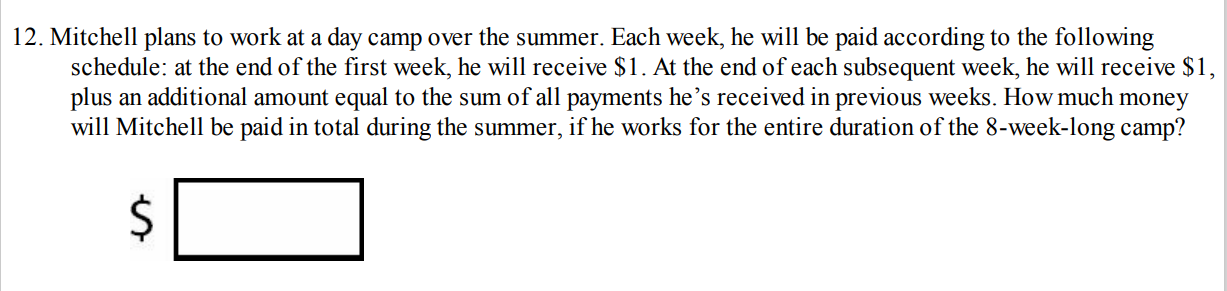 12. Mitchell plans to work at a day camp over the summer. Each week, he will be paid according to the following
schedule: at the end of the first week, he will receive $1. At the end of each subsequent week, he will receive $1,
plus an additional amount equal to the sum of all payments he’s received in previous weeks. How much money
will Mitchell be paid in total during the summer, if he works for the entire duration of the 8-week-long camp?
$